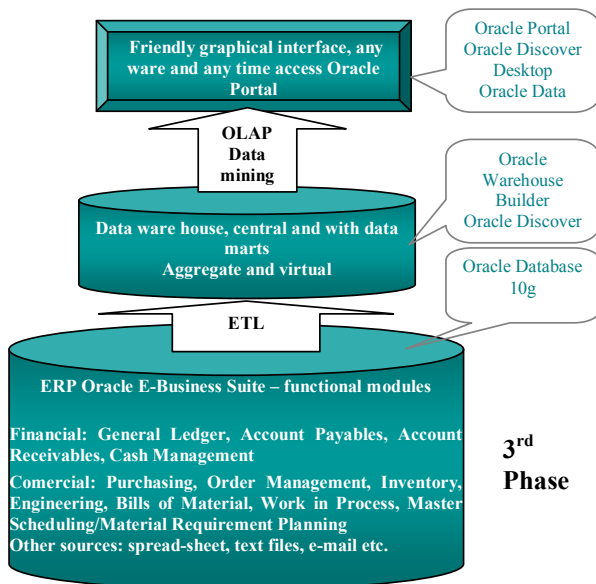 Friendly graphical interface, any
ware and any time access Oracle
Portal
Oracle Portal
Oracle Discover
Desktop
Oracle Data
OLAP
Data
mining
Oracle
Warehouse
Builder
Oracle Discover
Data ware house, central and with data
marts
Aggregate and virtual
Oracle Database
10g
ETL
ERP Oracle E-Business Suite – functional modules
Financial: General Ledger, Account Payables, Account
Receivables, Cash Management
Comercial: Purchasing, Order Management, Inventory,
Engineering, Bills of Material, Work in Process, Master
Scheduling/Material Requirement Planning
Other sources: spread-sheet, text files, e-mail etc.
3rd
Phase